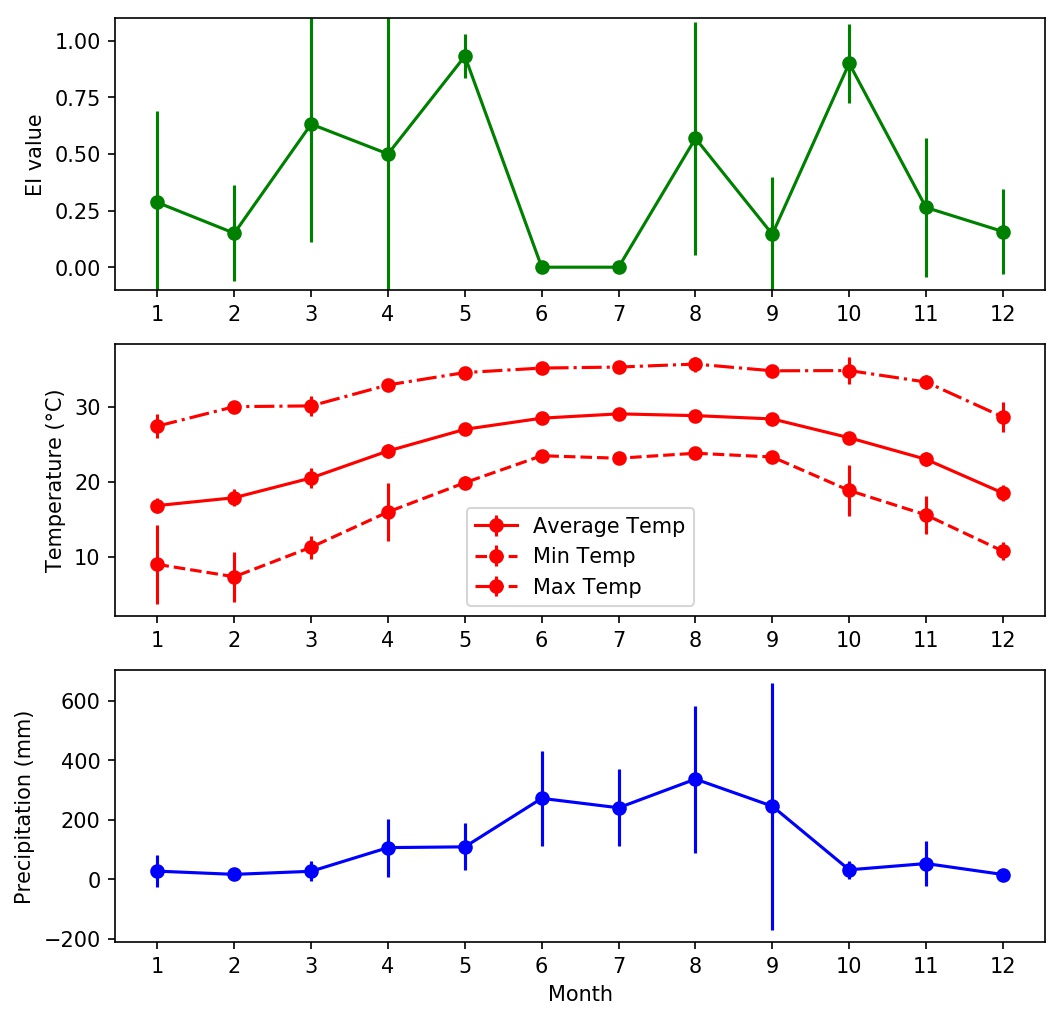 EI value
1.00
0.75
0.50
0.25
0.00
1 2 3 4 5 6 7 8 9 10 11 12
Temperature (°C)
30
20
10
Average Temp
Min Temp
Max Temp
1 2 3 4 5 6 7 8 9 10 11 12
Precipitation (mm)
600
400
200
0
−200
1 2 3 4 5 6 7 8 9 10 11 12
Month